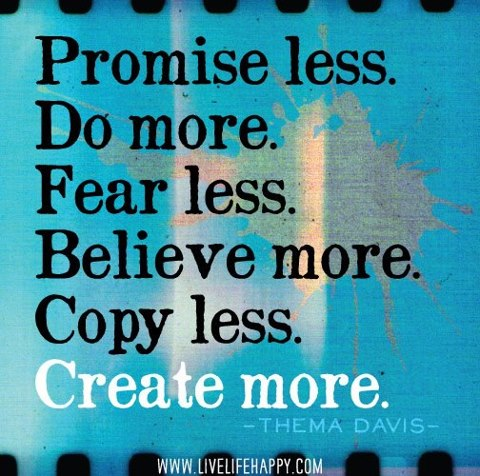 Promise less.
Do more.
Fear less.
Believe more.
Copy less.
Create more.
-THEMA DAVIS-
WWW.LIVELIFEHAPPY.COM